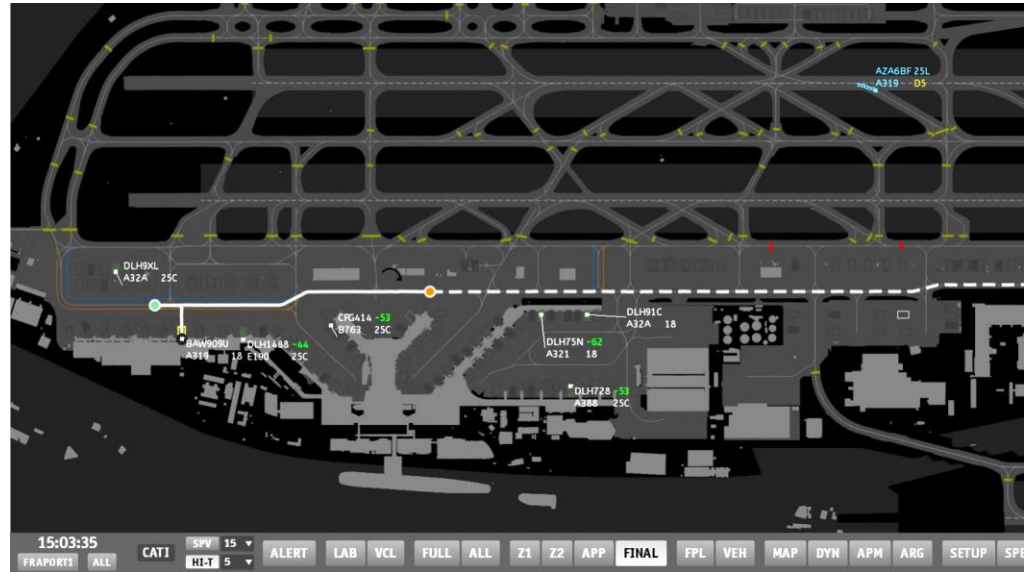 AZA6BF 25L
A319 DS
DLH9XL
A32A 25C
CFG414 -53
B763 25C
DLH91C
A32A 18
BAW909U
A319 18
DLH1488 -44
E190 25C
DLH75N -62
A321 18
DLH728 -53
A388 25C
15:03:35
FRAPORT1 ALL
CATI
SPV 15
HI-T 5
ALERT LAB VCL FULL ALL Z1 Z2 APP FINAL FPL VEH MAP DYN APM ARG SETUP SPE